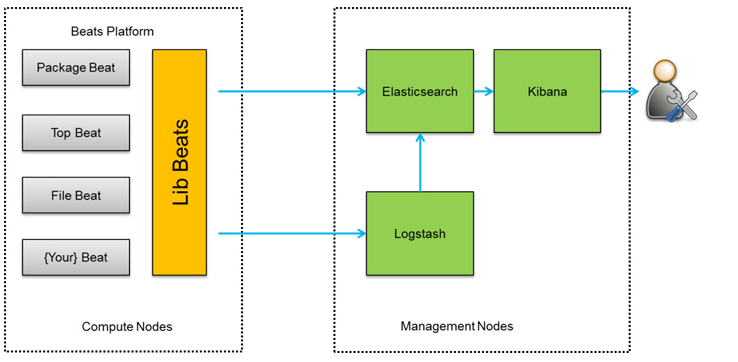 Beats Platform
Package Beat
Top Beat
File Beat
{Your} Beat
Lib Beats
Compute Nodes
Elasticsearch
Kibana
Logstash
Management Nodes